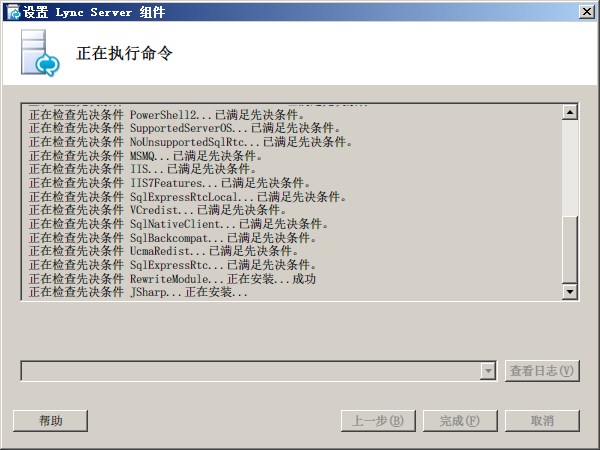 设置 Lync Server 组件
正在执行命令
正在检查先决条件 PowerShell2...已满足先决条件。
正在检查先决条件 SupportedServerOS...已满足先决条件。
正在检查先决条件 NoUnsupportedSqlRtc...已满足先决条件。
正在检查先决条件 MSMQ...已满足先决条件。
正在检查先决条件 IIS...已满足先决条件。
正在检查先决条件 IIS7Features...已满足先决条件。
正在检查先决条件 SqlExpressRtcLocal...已满足先决条件。
正在检查先决条件 VCredist...已满足先决条件。
正在检查先决条件 SqlNativeClient...已满足先决条件。
正在检查先决条件 SqlBackcompat...已满足先决条件。
正在检查先决条件 UcmaRedist...已满足先决条件。
正在检查先决条件 SqlExpressRtc...已满足先决条件。
正在检查先决条件 RewriteModule...正在安装...成功
正在检查先决条件 JSharp...正在安装...
查看日志(V)
帮助 上一步(B) 完成(F) 取消